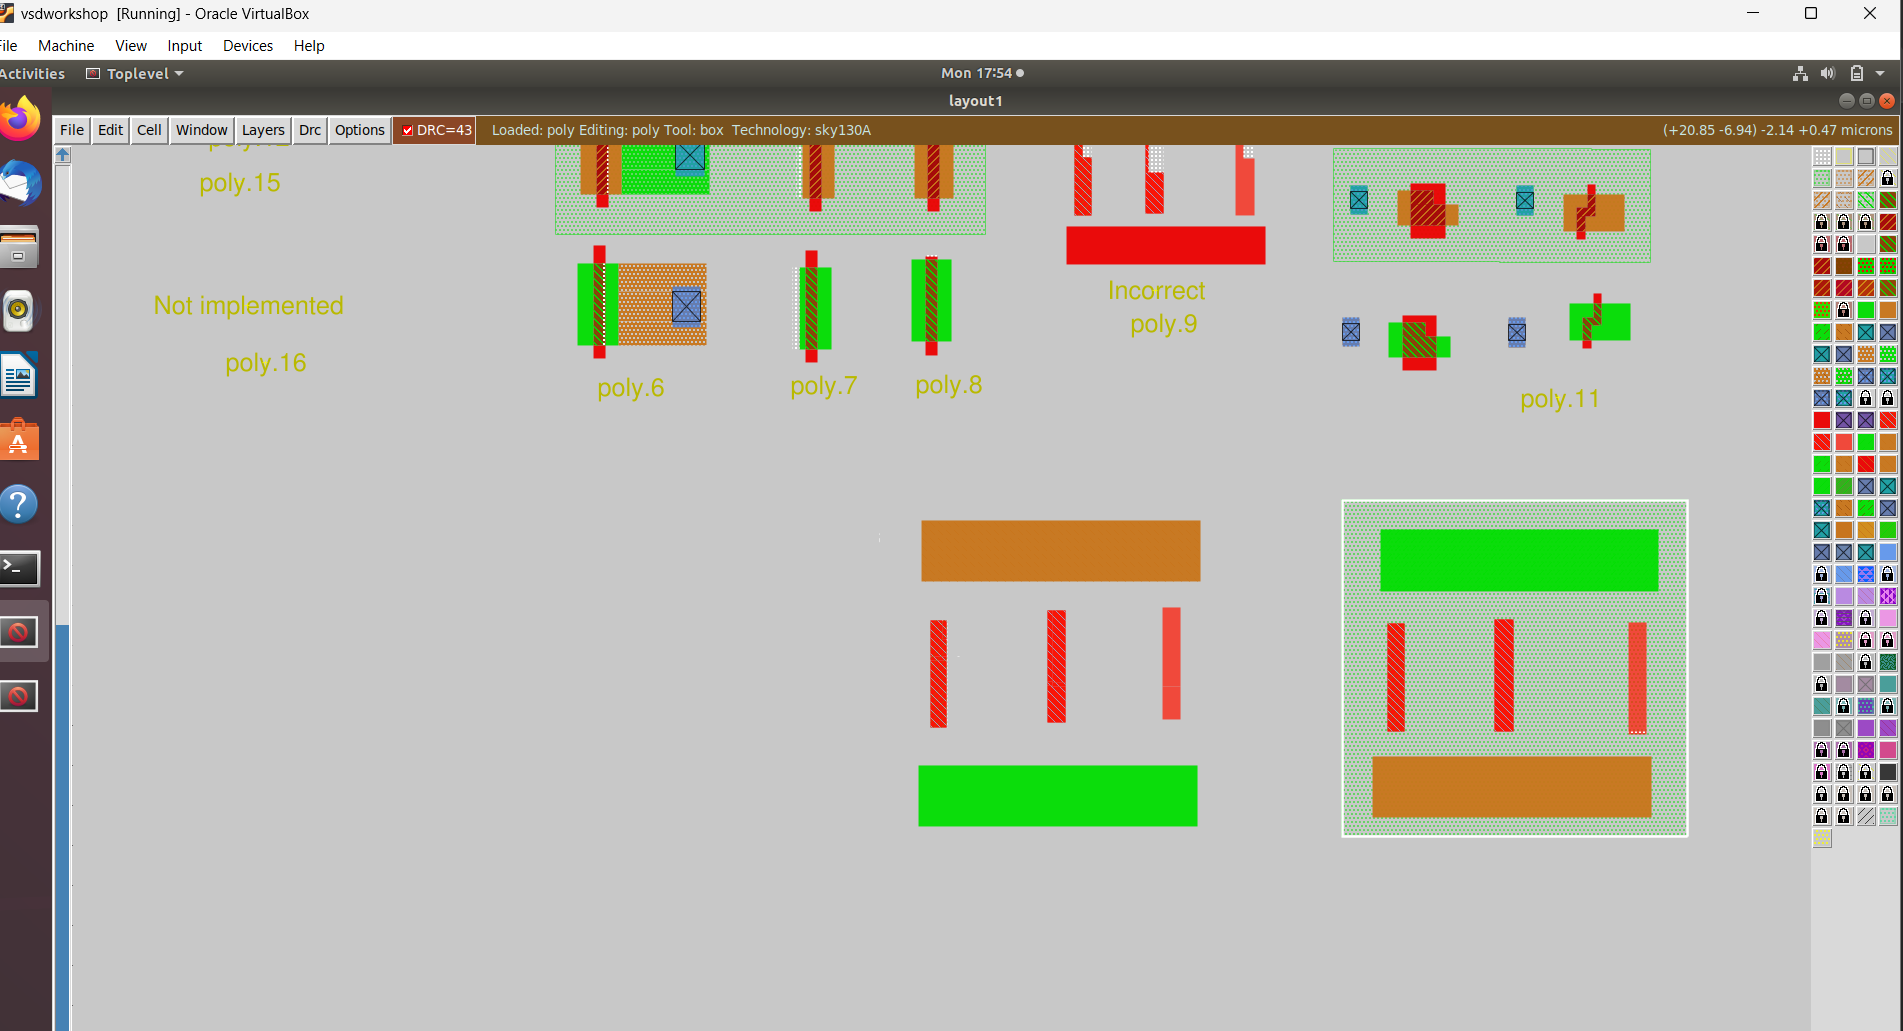 vsdworkshop [Running] - Oracle VirtualBox
File Machine View Input Devices Help
Activities Toplevel Mon 17:54
layout1
File Edit Cell Window Layers Drc Options DRC=43 Loaded: poly Editing: poly Tool: box Technology: sky130A (+20.85 -6.94) -2.14 +0.47 microns
poly.15
Not implemented
poly.16
poly.6
poly.7
poly.8
Incorrect
poly.9
poly.11